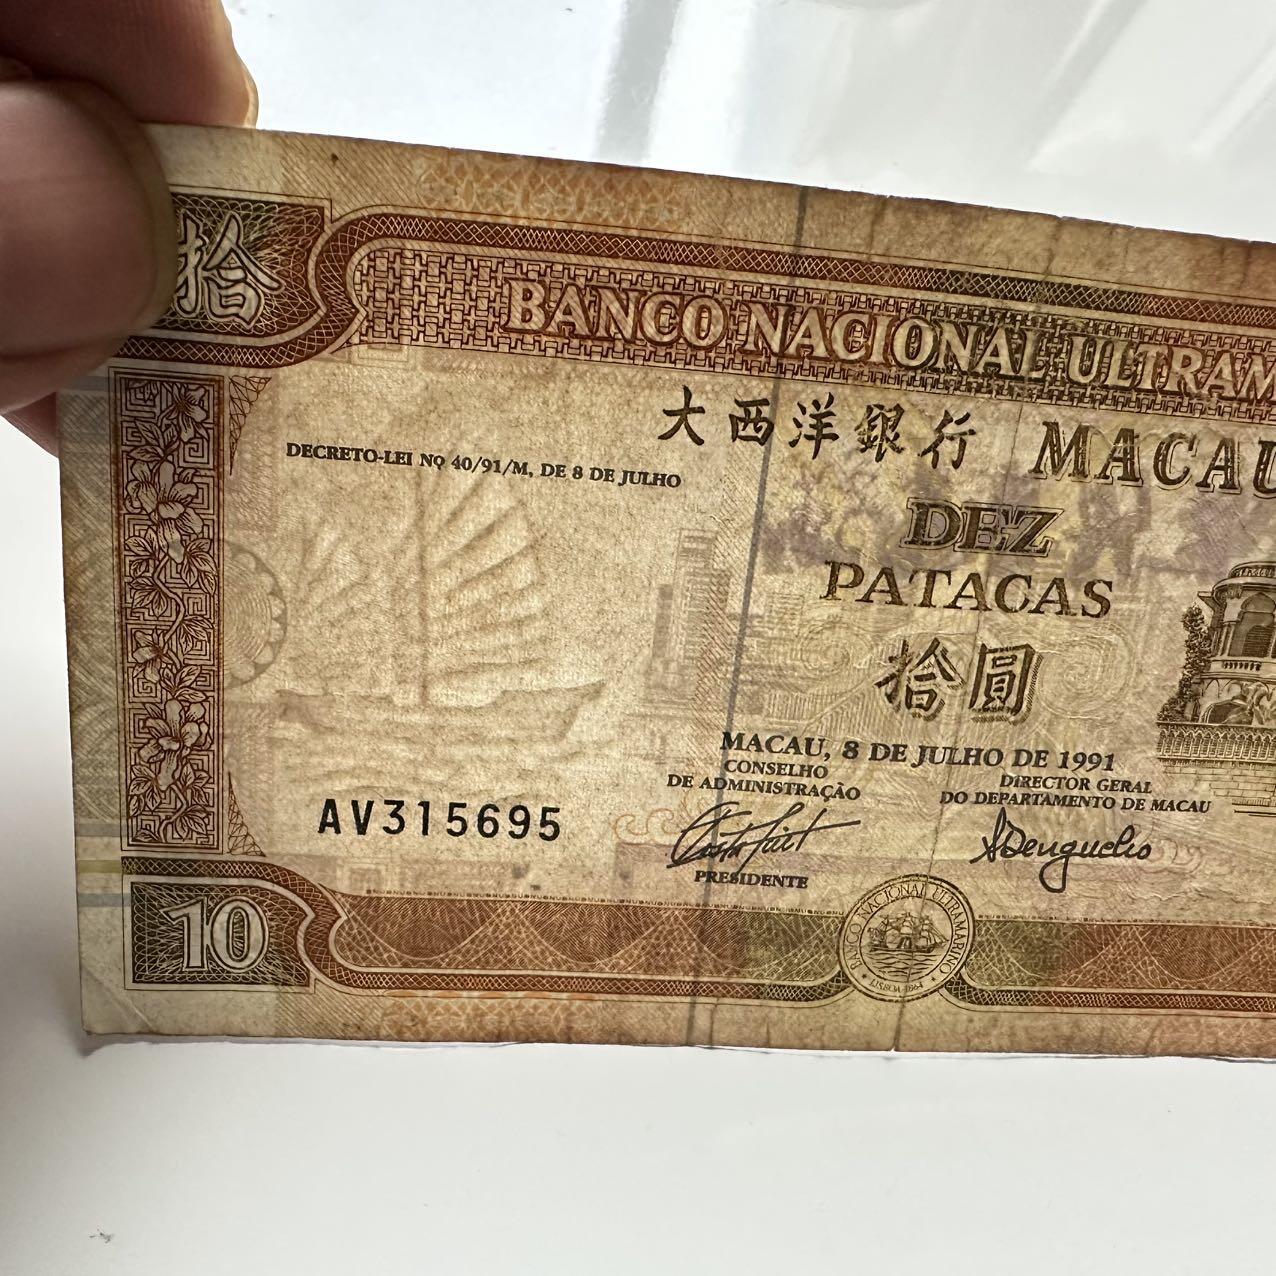 拾
BANCO NACIONAL ULTRAM
大西洋銀行 MACAU
DECRETO-LEI Nº 40/91/M, DE 8 DE JULHO
DEZ
PATACAS
拾圓
MACAU, 8 DE JULHO DE 1991
CONSELHO
DE ADMINISTRAÇÃO
DIRECTOR GERAL
DO DEPARTAMENTO DE MACAU
AV315695
PRESIDENTE
10
BANCO NACIONAL ULTRAMARINO
LISBOA 1864